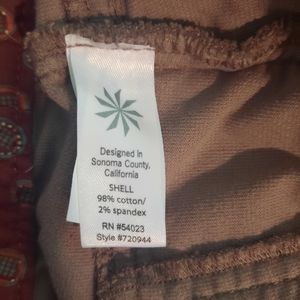 Designed in
Sonoma County,
California
SHELL
98% cotton/
2% spandex
RN #54023
Style #720944